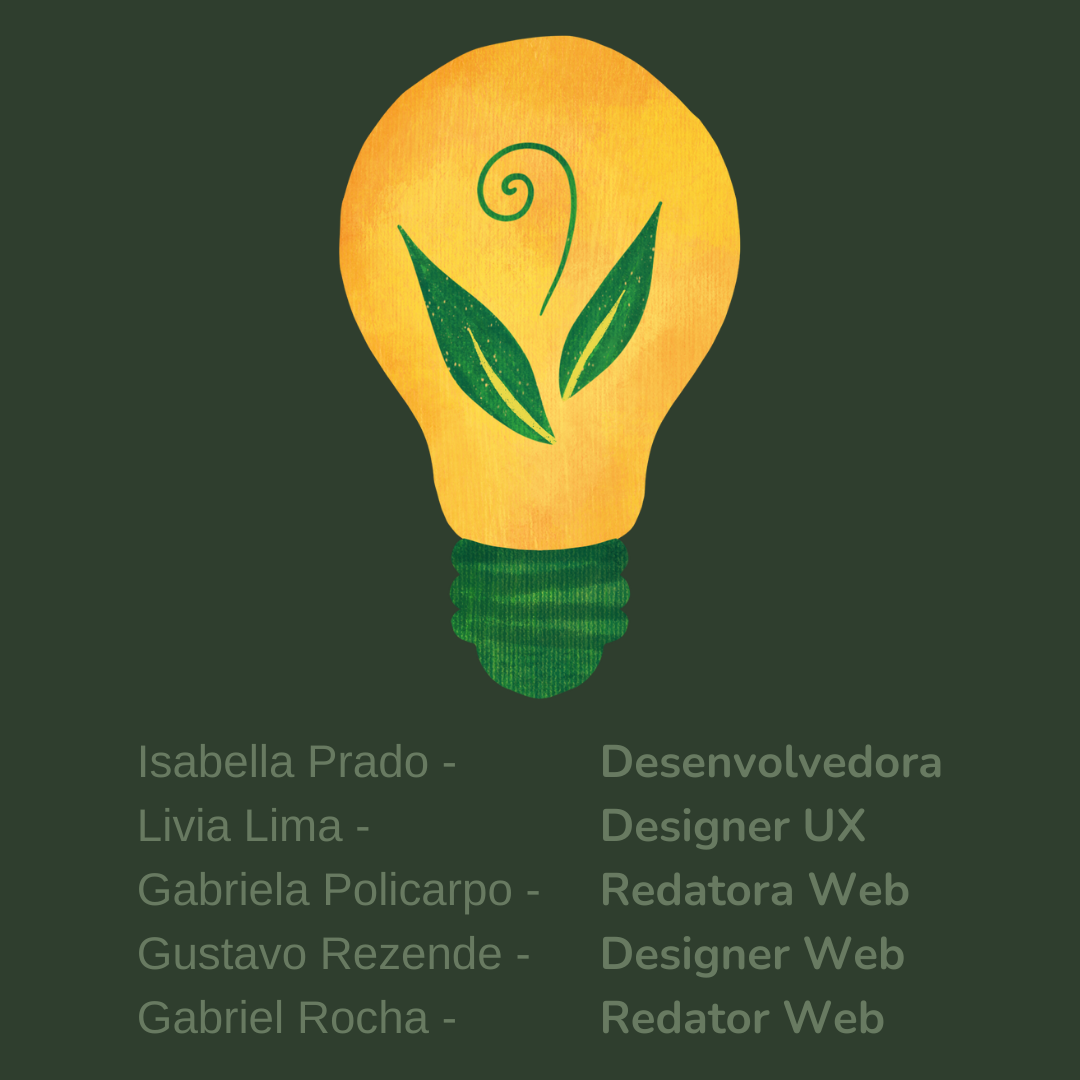 Isabella Prado - Desenvolvedora
Livia Lima - Designer UX
Gabriela Policarpo - Redatora Web
Gustavo Rezende - Designer Web
Gabriel Rocha - Redator Web